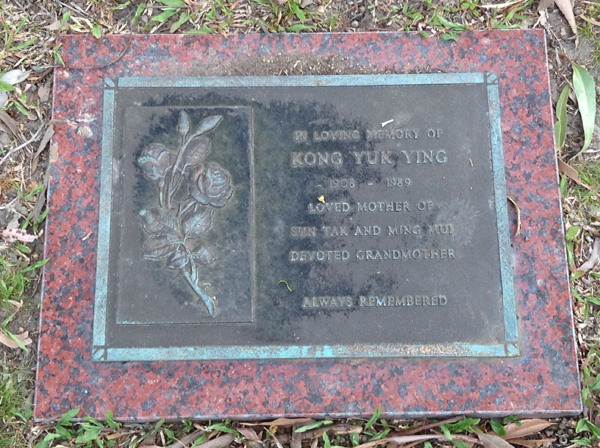 IN LOVING MEMORY OF
KONG YUK YING
- 1908 - 1989
LOVED MOTHER OF
SUN TAK AND MING MUI
DEVOTED GRANDMOTHER
ALWAYS REMEMBERED